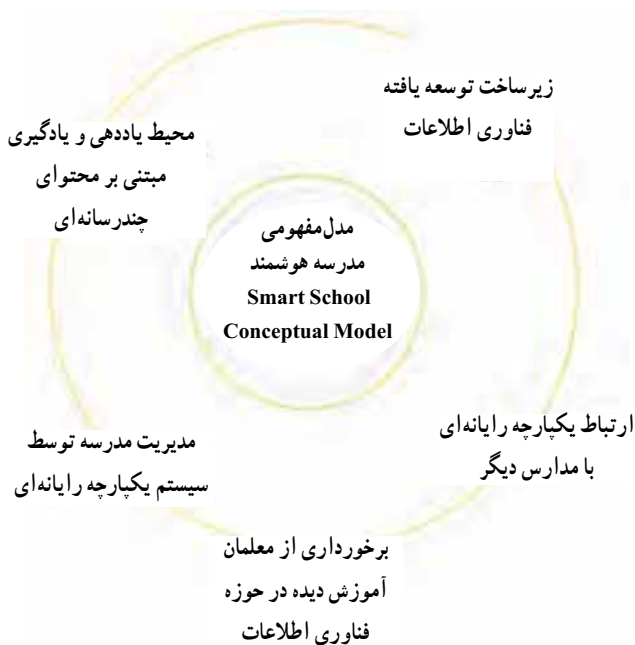 زیرساخت توسعه یافته
فناوری اطلاعات
محیط یاددهی و یادگیری
مبتنی بر محتوای
چندرسانه‌ای
مدل‌مفهومی
مدرسه هوشمند
Smart School
Conceptual Model
ارتباط یکپارچه رایانه‌ای
با مدارس دیگر
مدیریت مدرسه توسط
سیستم یکپارچه رایانه‌ای
برخورداری از معلمان
آموزش دیده در حوزه
فناوری اطلاعات